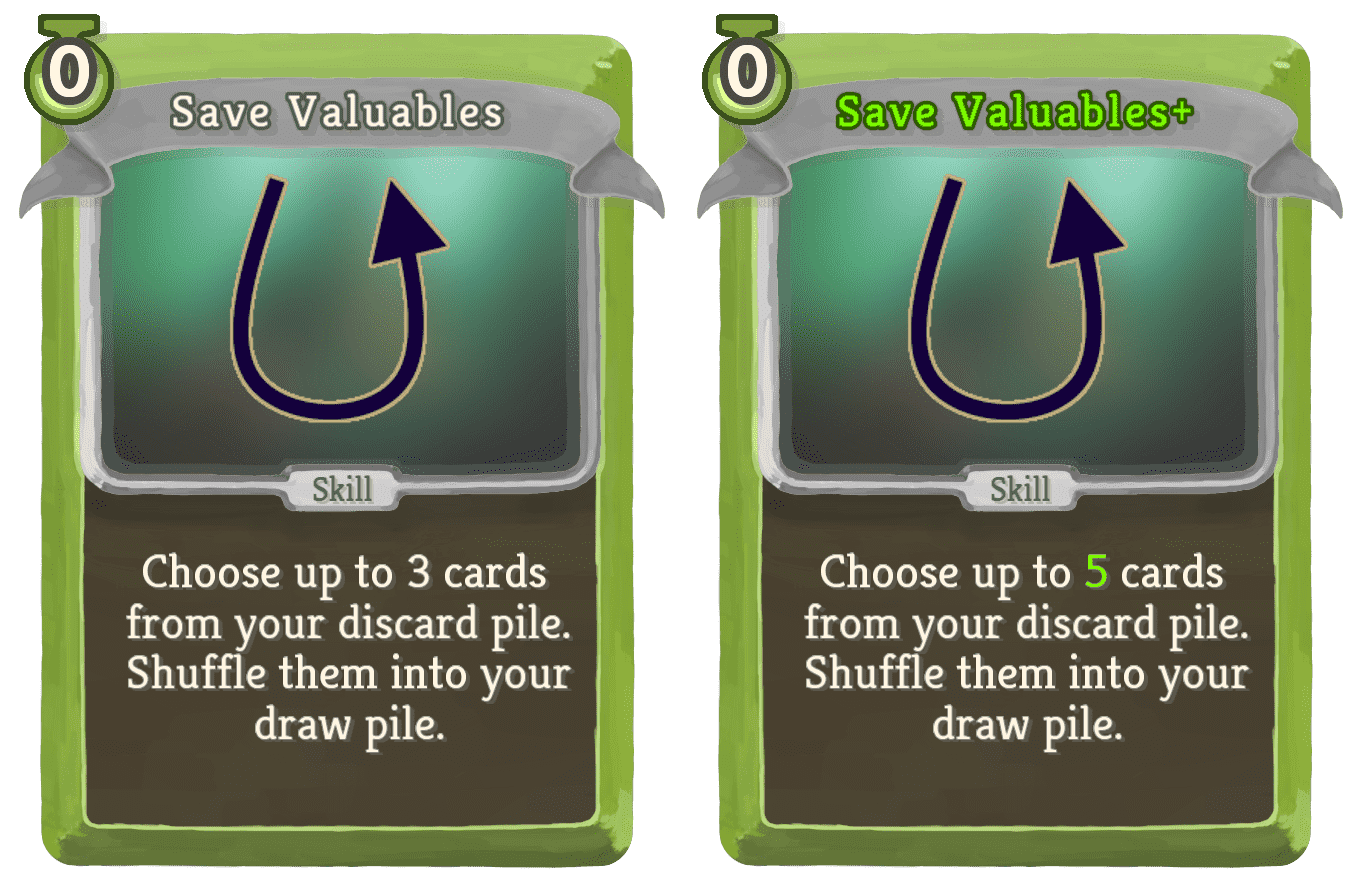 0
Save Valuables
Skill
Choose up to 3 cards
from your discard pile.
Shuffle them into your
draw pile.
0
Save Valuables+
Skill
Choose up to 5 cards
from your discard pile.
Shuffle them into your
draw pile.